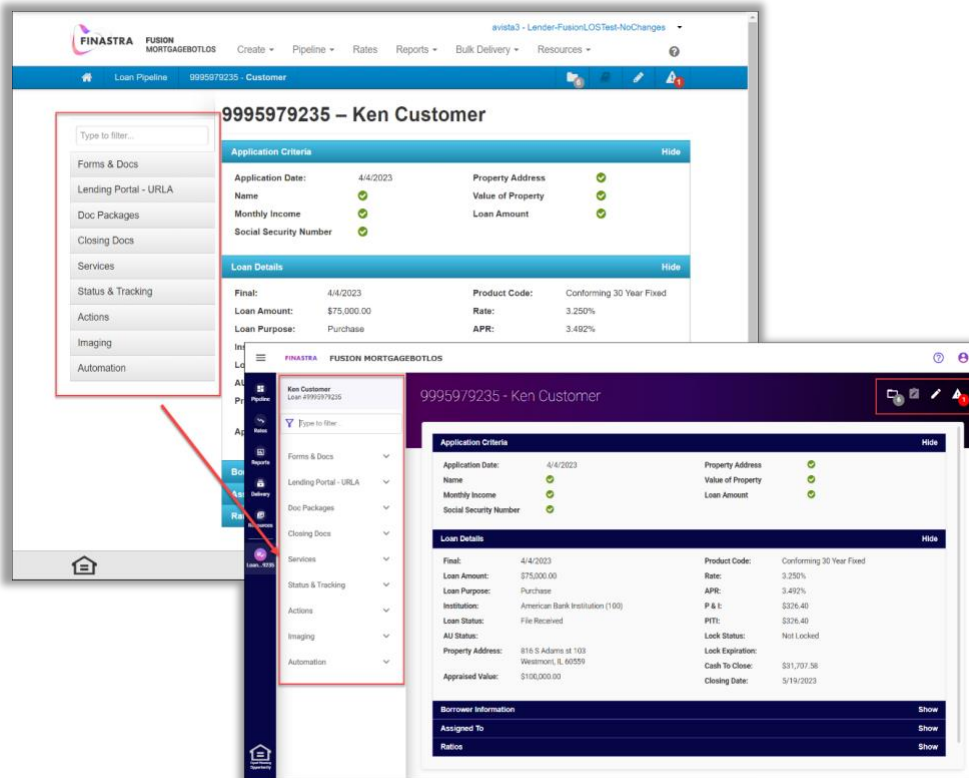 avista3 - Lender-FusionLOSTest-NoChanges
FINASTRA FUSION MORTGAGEBOTLOS
Create Pipeline Rates Reports Bulk Delivery Resources
Loan Pipeline 9995979235 - Customer 6 1
9995979235 – Ken Customer
Type to filter...
Forms & Docs
Lending Portal - URLA
Doc Packages
Closing Docs
Services
Status & Tracking
Actions
Imaging
Automation
Application Criteria Hide
Application Date: 4/4/2023 Property Address
Name Value of Property
Monthly Income Loan Amount
Social Security Number
Loan Details Hide
Final: 4/4/2023 Product Code: Conforming 30 Year Fixed
Loan Amount: $75,000.00 Rate: 3.250%
Loan Purpose: Purchase APR: 3.492%
FINASTRA FUSION MORTGAGEBOTLOS
Pipeline
Rates
Reports
Delivery
Loan...9235
Equal Housing
Opportunity
Ken Customer
Loan #9995979235
Type to filter...
Forms & Docs
Lending Portal - URLA
Doc Packages
Closing Docs
Services
Status & Tracking
Actions
Imaging
Automation
9995979235 - Ken Customer 6 1
Application Criteria Hide
Application Date: 4/4/2023 Property Address
Name Value of Property
Monthly Income Loan Amount
Social Security Number
Loan Details Hide
Final: 4/4/2023 Product Code: Conforming 30 Year Fixed
Loan Amount: $75,000.00 Rate: 3.250%
Loan Purpose: Purchase APR: 3.492%
Institution: American Bank Institution (100) P & I: $326.40
Loan Status: File Received PITI: $326.40
AU Status: Lock Status: Not Locked
Property Address: 816 S Adams st 103 Lock Expiration:
Westmont, IL 60559 Cash To Close: $31,707.58
Appraised Value: $100,000.00 Closing Date: 5/19/2023
Borrower Information Show
Assigned To Show
Ratios Show